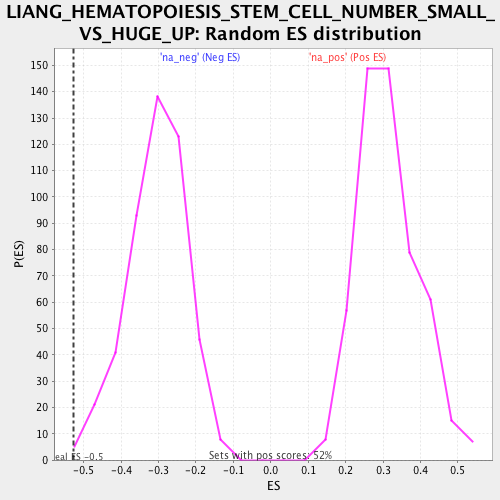 LIANG_HEMATOPOIESIS_STEM_CELL_NUMBER_SMALL_
VS_HUGE_UP: Random ES distribution
'na_neg' (Neg ES) 'na_pos' (Pos ES)
150
140
130
120
110
100
90
80
70
60
50
40
30
20
10
0
P(ES)
eal ES -0.5 Sets with pos scores: 52%
-0.5 -0.4 -0.3 -0.2 -0.1 0.0 0.1 0.2 0.3 0.4 0.5
ES